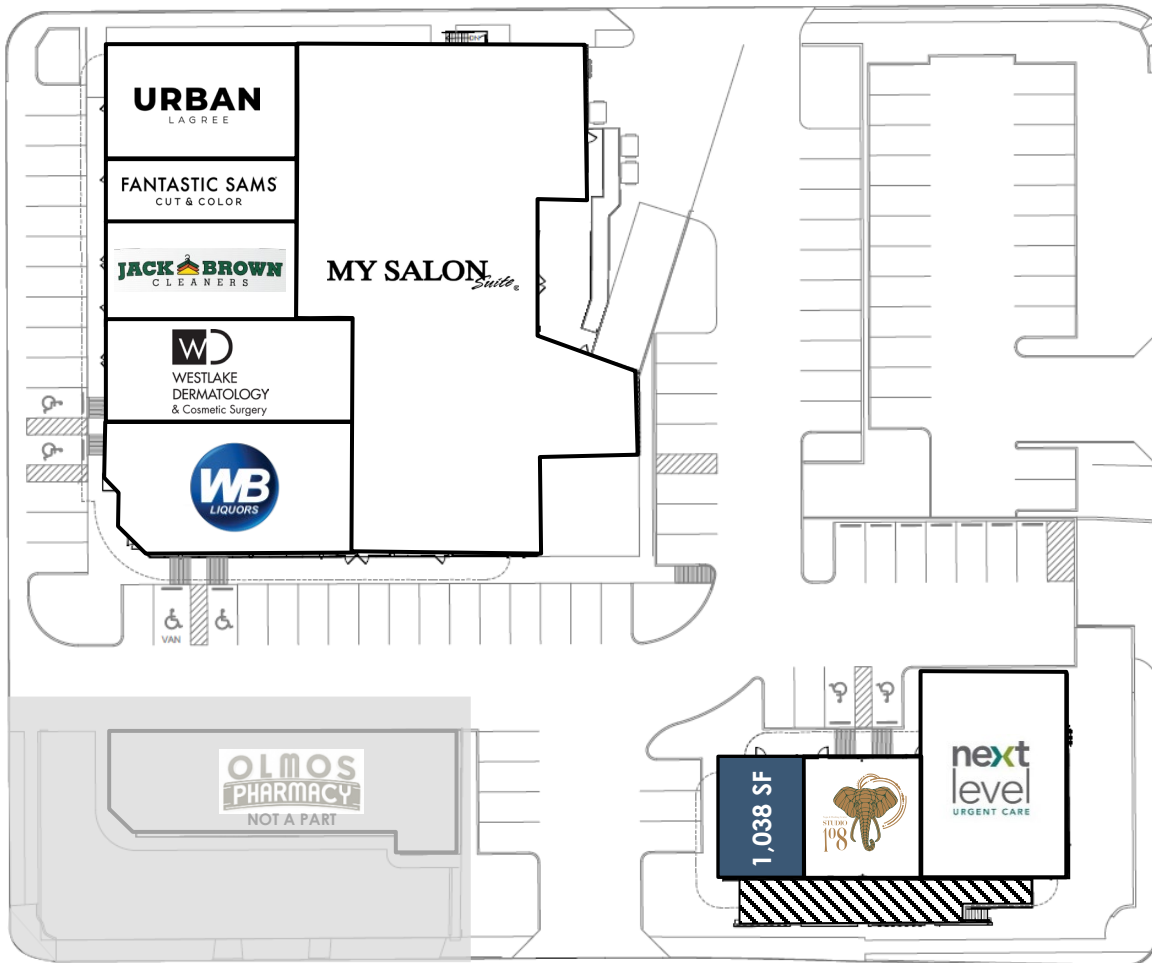 URBAN
LAGREE
FANTASTIC SAMS
CUT & COLOR
JACK BROWN
CLEANERS
MY SALON
Suite®
WD
WESTLAKE
DERMATOLOGY
& Cosmetic Surgery
WB
LIQUORS
VAN
OLMOS
PHARMACY
NOT A PART
1,038 SF
STUDIO
108
next
level
URGENT CARE